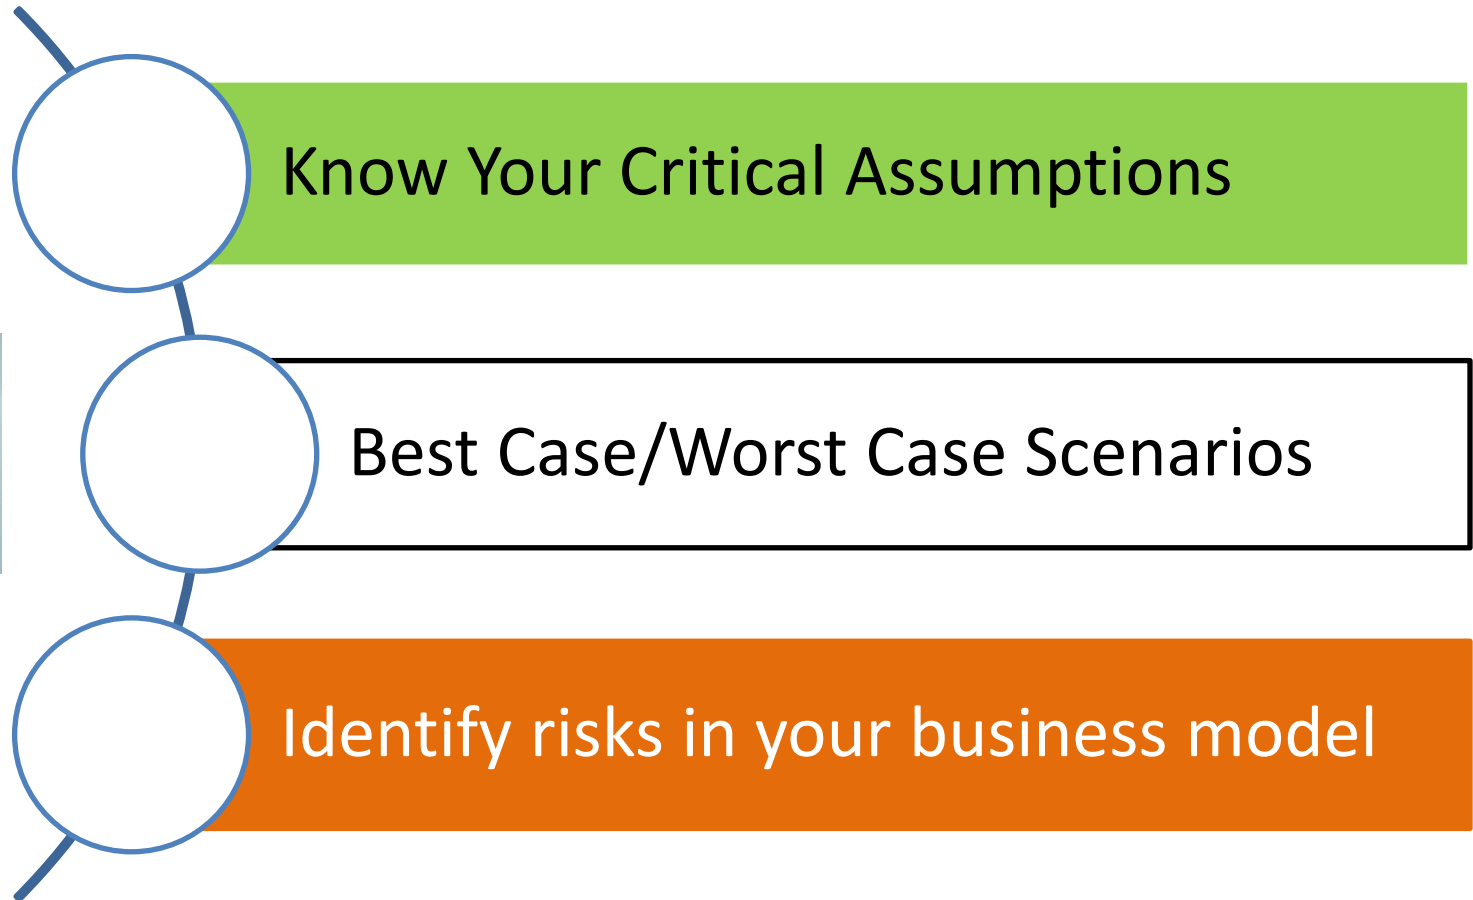 Know Your Critical Assumptions
Best Case/Worst Case Scenarios
Identify risks in your business model